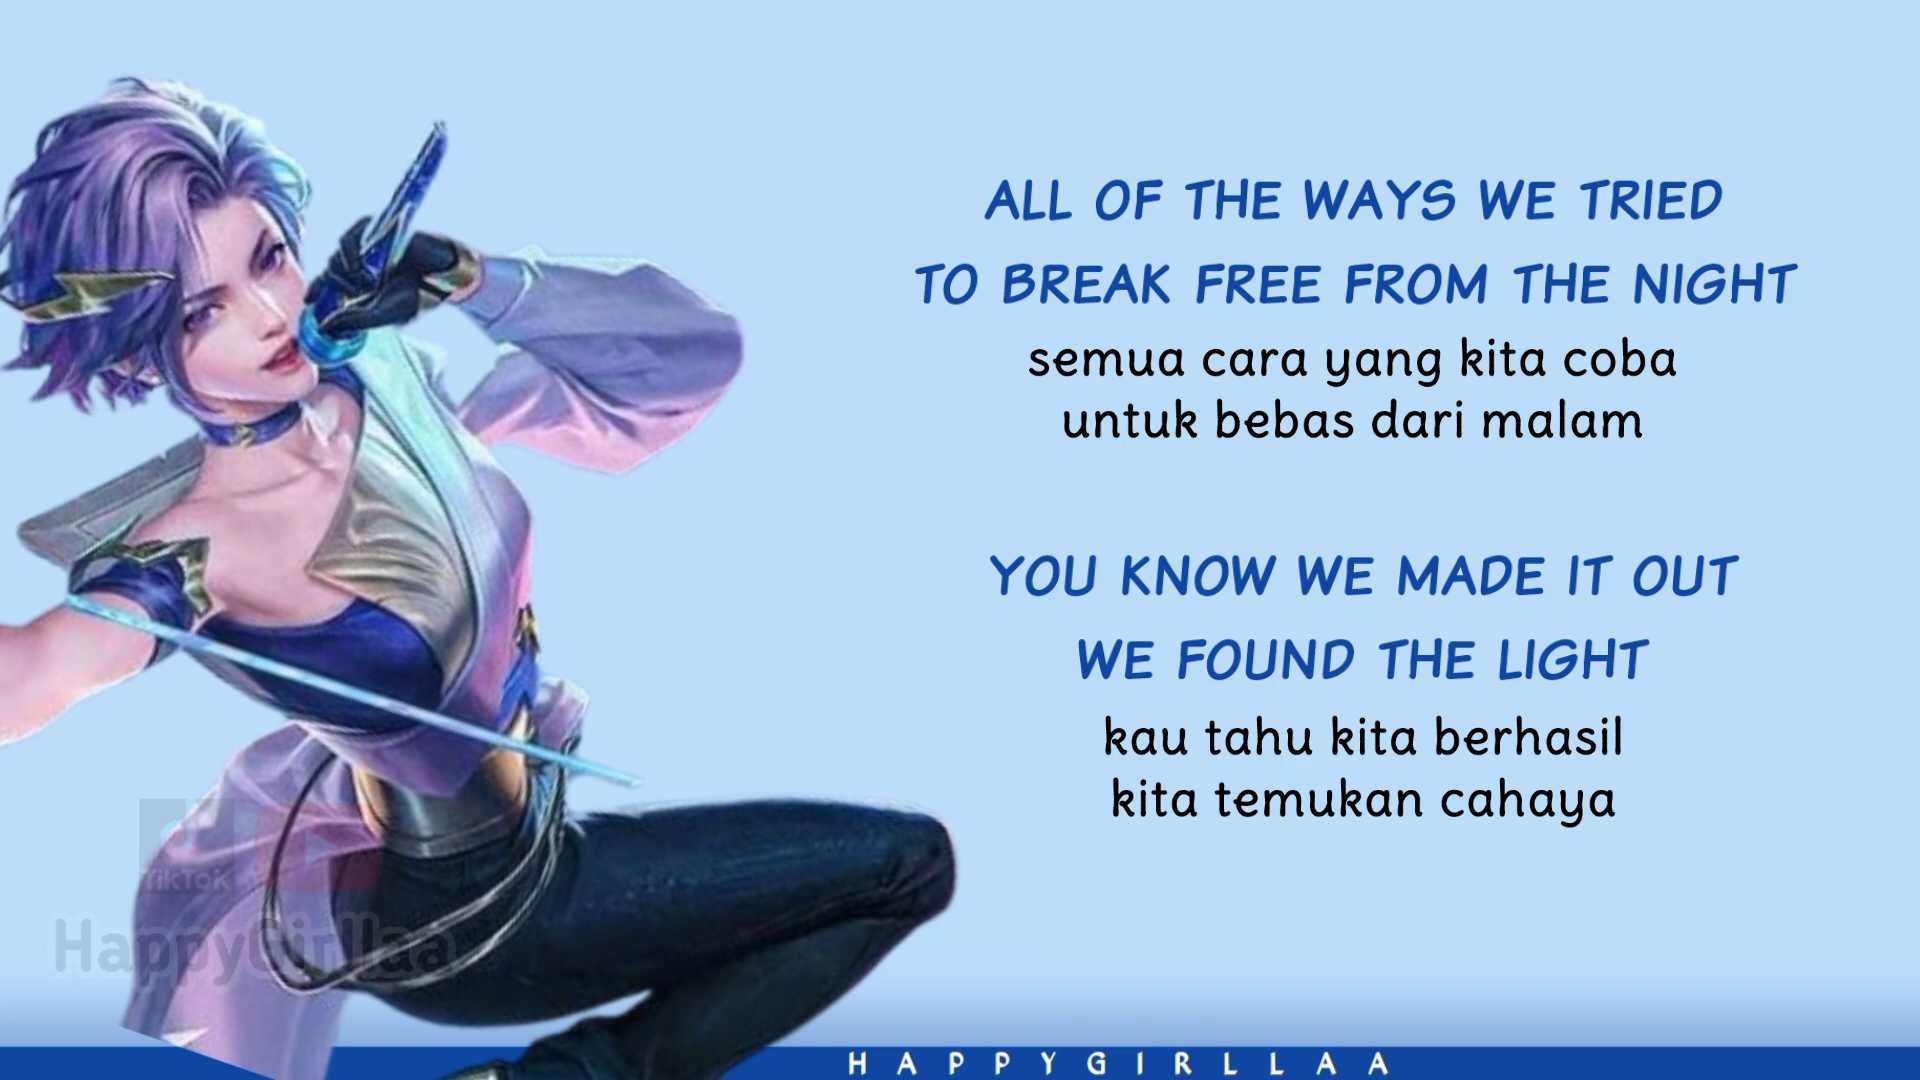 ALL OF THE WAYS WE TRIED
TO BREAK FREE FROM THE NIGHT
semua cara yang kita coba
untuk bebas dari malam
YOU KNOW WE MADE IT OUT
WE FOUND THE LIGHT
kau tahu kita berhasil
kita temukan cahaya
TikTok
HappyGirllaa
HAPPYGIRLLAA